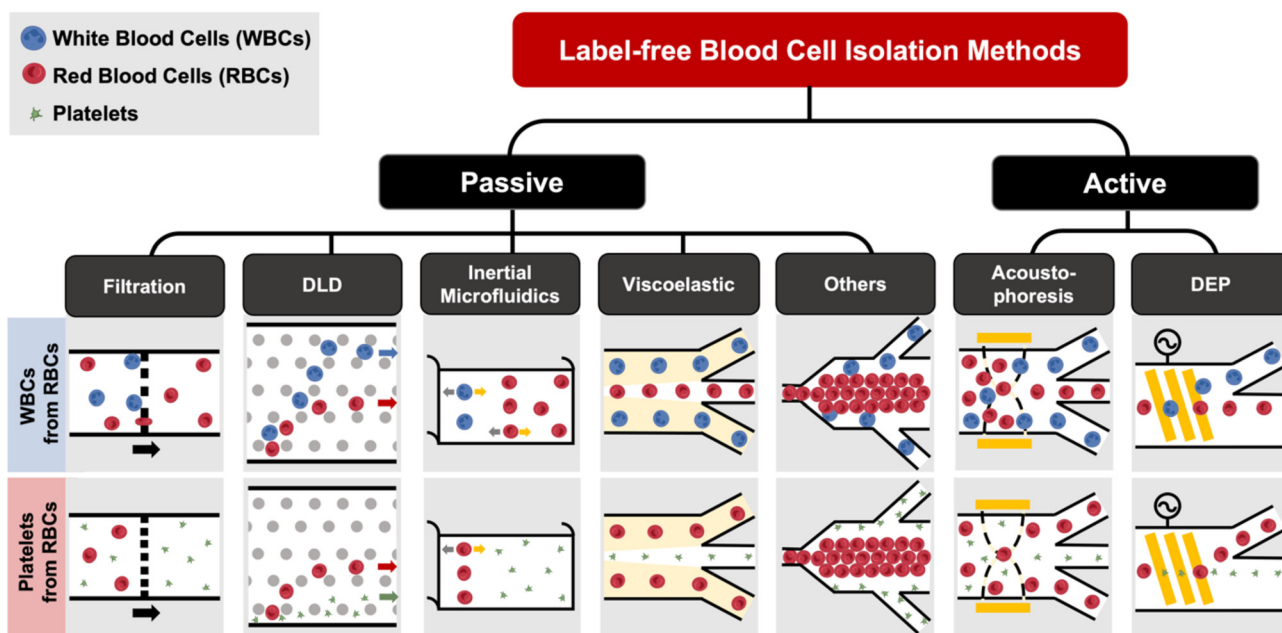 White Blood Cells (WBCs)
Red Blood Cells (RBCs)
Platelets
Label-free Blood Cell Isolation Methods
Passive
Active
Filtration
DLD
Inertial
Microfluidics
Viscoelastic
Others
Acousto-
phoresis
DEP
WBCs
from RBCs
Platelets
from RBCs